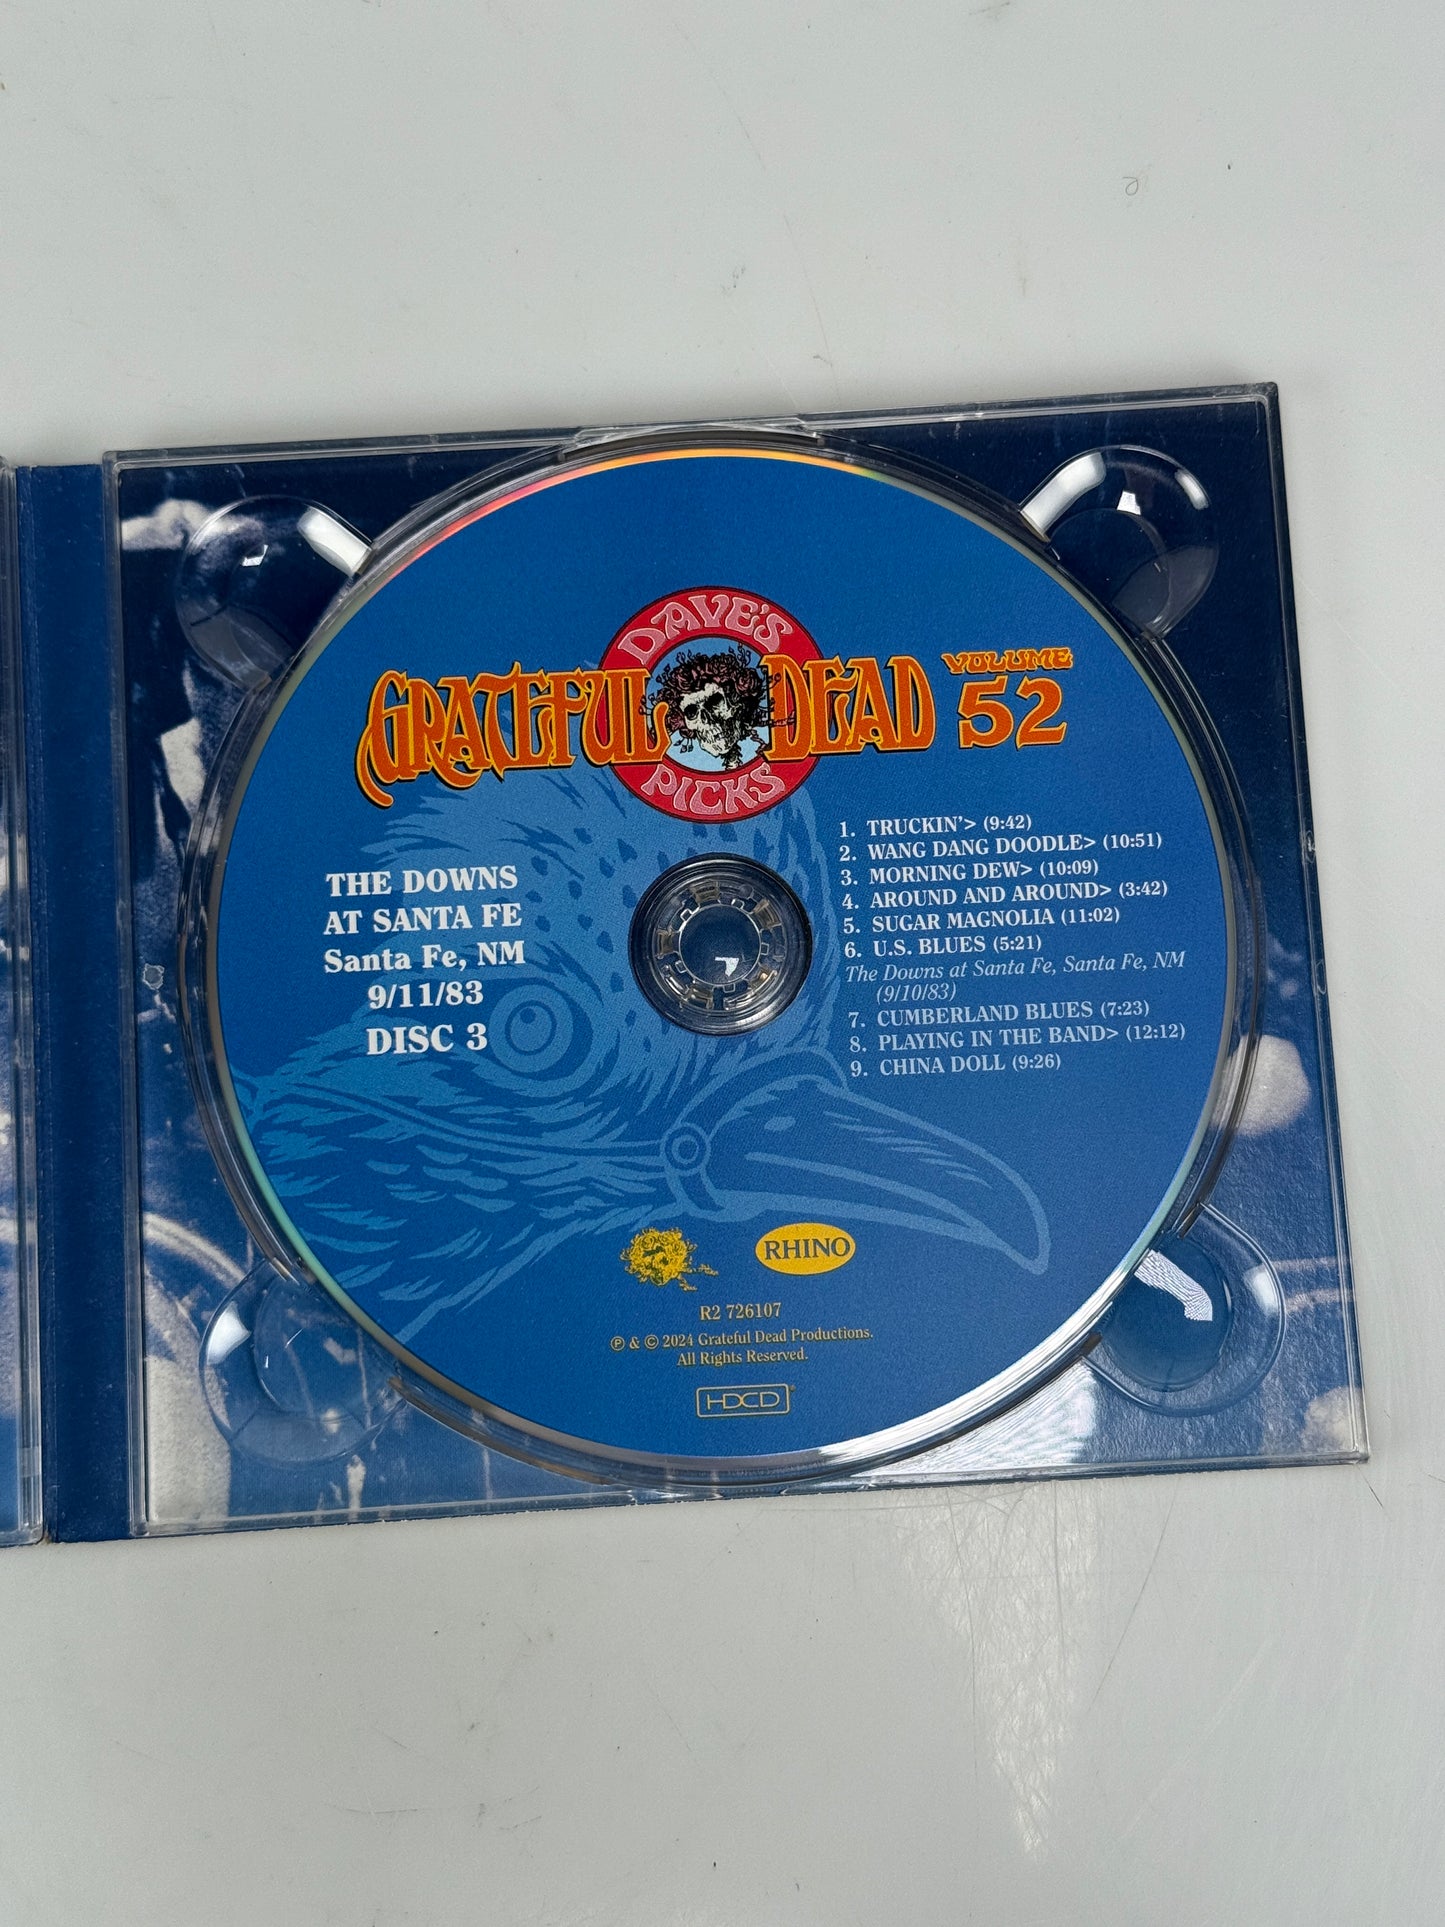 DAVE'S
GRATEFUL DEAD VOLUME 52
PICKS
THE DOWNS
AT SANTA FE
Santa Fe, NM
9/11/83
DISC 3
1. TRUCKIN'> (9:42)
2. WANG DANG DOODLE> (10:51)
3. MORNING DEW> (10:09)
4. AROUND AND AROUND> (3:42)
5. SUGAR MAGNOLIA (11:02)
6. U.S. BLUES (5:21)
The Downs at Santa Fe, Santa Fe, NM
(9/10/83)
7. CUMBERLAND BLUES (7:23)
8. PLAYING IN THE BAND> (12:12)
9. CHINA DOLL (9:26)
RHINO
R2 726107
℗ & © 2024 Grateful Dead Productions.
All Rights Reserved.
HDCD®